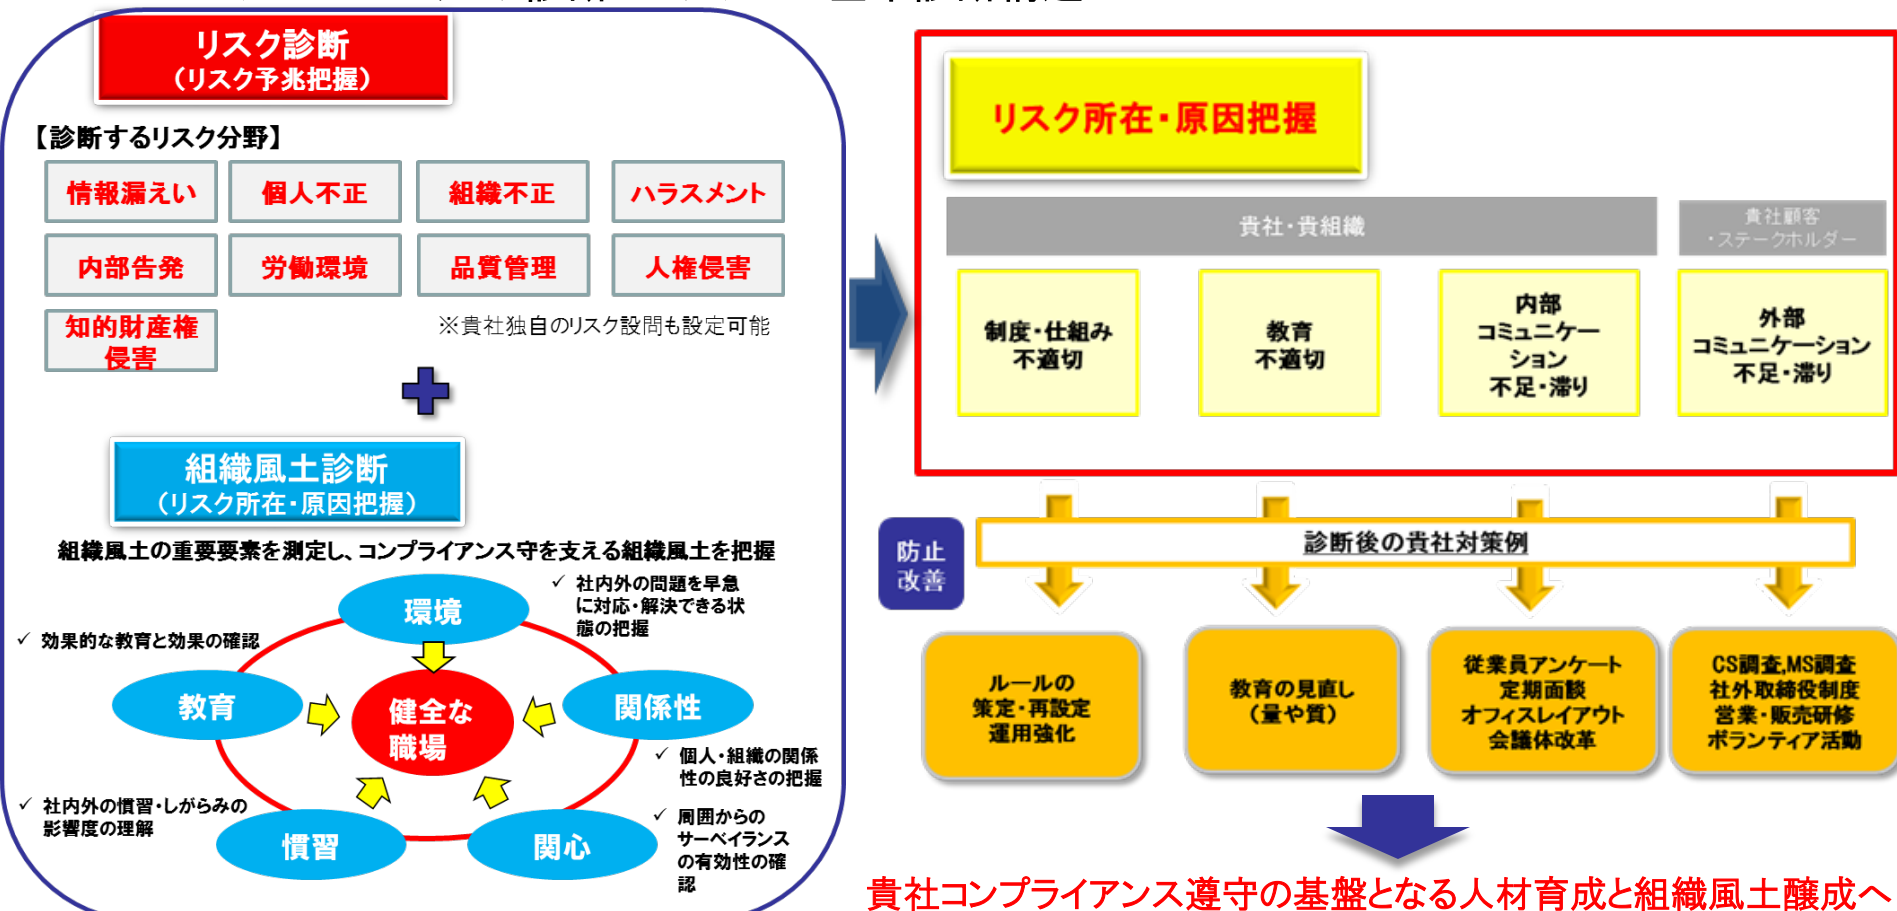 リスク診断
（リスク予兆把握）
【診断するリスク分野】
情報漏えい
個人不正
組織不正
ハラスメント
内部告発
労働環境
品質管理
人権侵害
知的財産権
侵害
※貴社独自のリスク設問も設定可能
組織風土診断
（リスク所在・原因把握）
組織風土の重要要素を測定し、コンプライアンス守を支える組織風土を把握
環境
✓ 社内外の問題を早急
に対応・解決できる状
態の把握
✓ 効果的な教育と効果の確認
教育
健全な
職場
関係性
✓ 個人・組織の関係
性の良好さの把握
✓ 社内外の慣習・しがらみの
影響度の理解
慣習
関心
✓ 周囲からの
サーベイランス
の有効性の確
認
リスク所在・原因把握
貴社・貴組織
貴社顧客
・ステークホルダー
制度・仕組み
不適切
教育
不適切
内部
コミュニケー
ション
不足・滞り
外部
コミュニケーション
不足・滞り
防止
改善
診断後の貴社対策例
ルールの
策定・再設定
運用強化
教育の見直し
（量や質）
従業員アンケート
定期面談
オフィスレイアウト
会議体改革
CS調査,MS調査
社外取締役制度
営業・販売研修
ボランティア活動
貴社コンプライアンス遵守の基盤となる人材育成と組織風土醸成へ